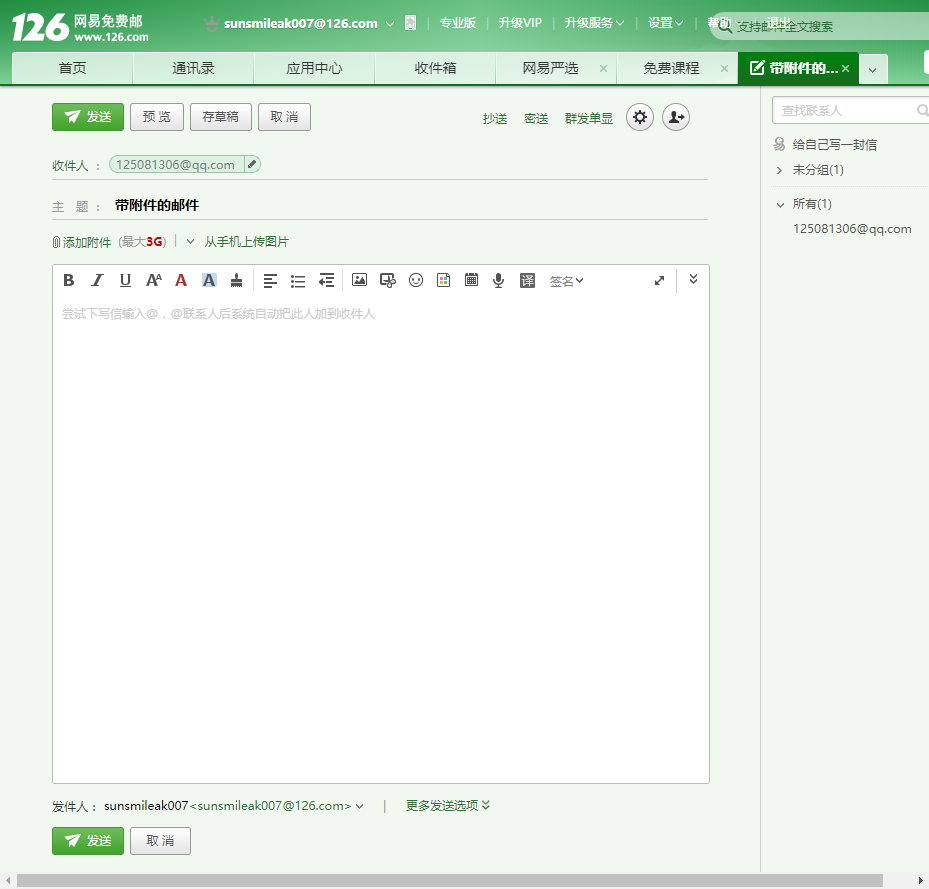 126 网易免费邮 www.126.com
sunsmileak007@126.com 专业版 升级VIP 升级服务 设置 帮助 退出
支持邮件全文搜索
首页 通讯录 应用中心 收件箱 网易严选 × 免费课程 × 带附件的... ×
发送 预览 存草稿 取消 抄送 密送 群发单显
查找联系人
给自己写一封信
未分组(1)
所有(1)
125081306@qq.com
收件人： 125081306@qq.com
主 题： 带附件的邮件
添加附件 (最大3G) | 从手机上传图片
B I U A A A 译 签名
尝试下写信输入@，@联系人后系统自动把此人加到收件人
发件人： sunsmileak007<sunsmileak007@126.com> | 更多发送选项
发送 取消